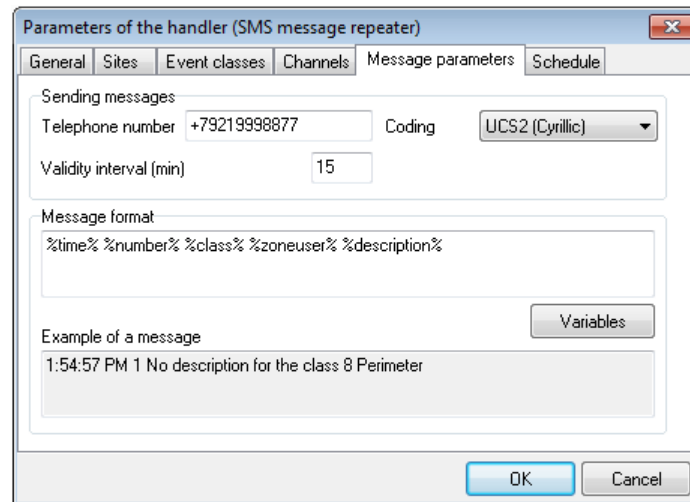 Parameters of the handler (SMS message repeater)
General Sites Event classes Channels Message parameters Schedule
Sending messages
Telephone number +79219998877 Coding UCS2 (Cyrillic)
Validity interval (min) 15
Message format
%time% %number% %class% %zoneuser% %description%
Variables
Example of a message
1:54:57 PM 1 No description for the class 8 Perimeter
OK Cancel